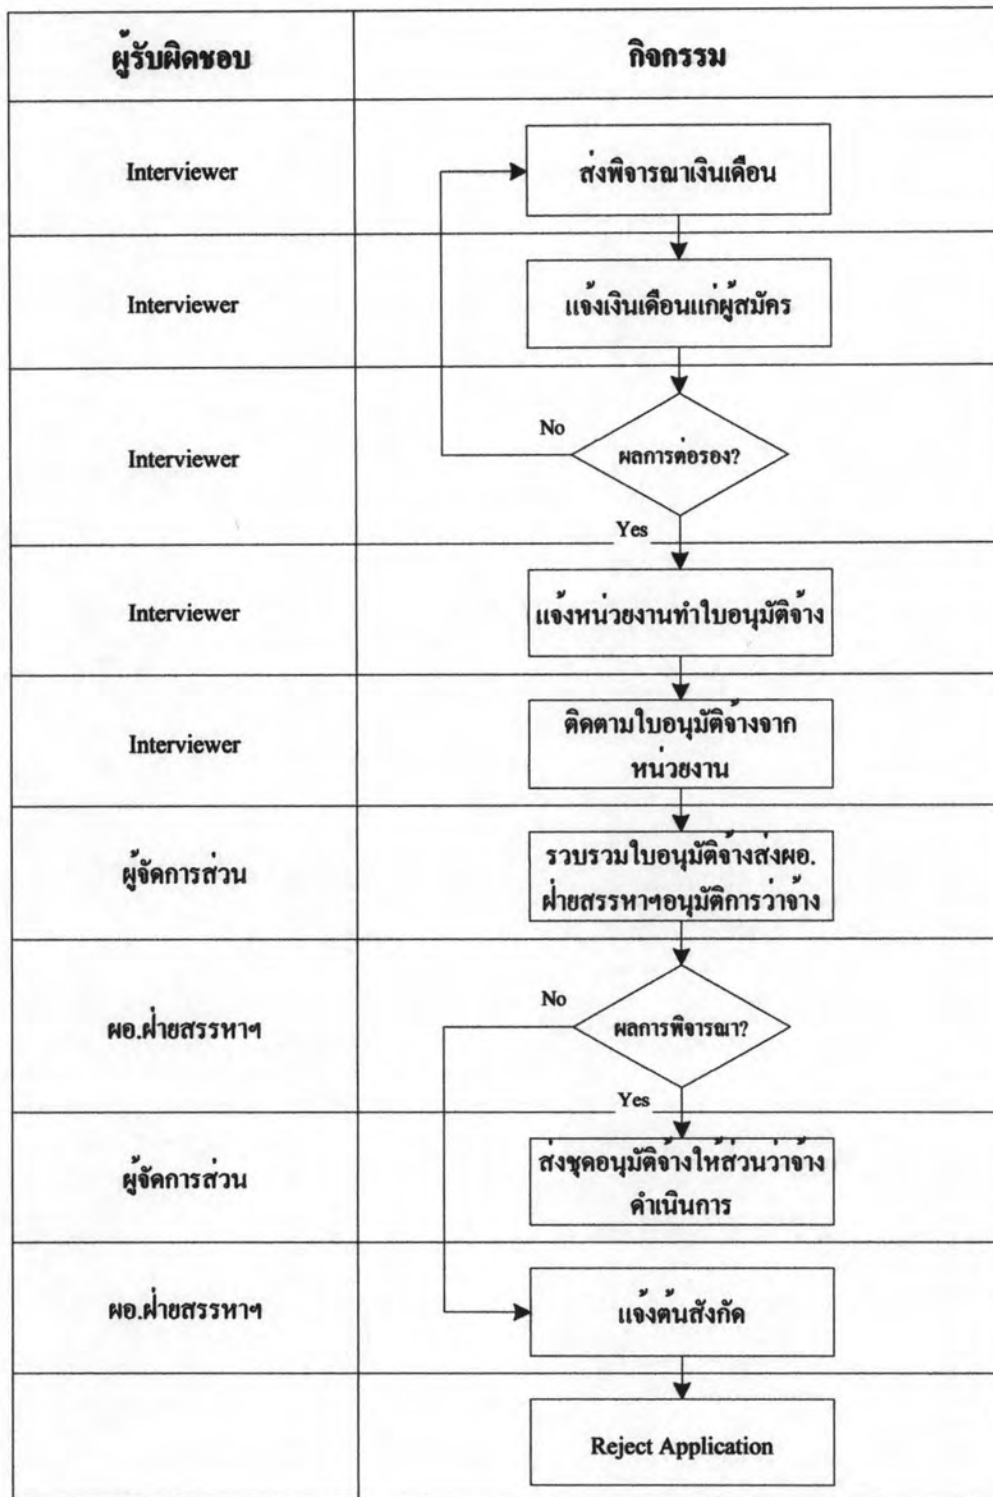 ผู้รับผิดชอบ
กิจกรรม
Interviewer
ส่งพิจารณาเงินเดือน
Interviewer
แจ้งเงินเดือนแก่ผู้สมัคร
Interviewer
No
ผลการต่อรอง?
Yes
Interviewer
แจ้งหน่วยงานทำใบอนุมัติจ้าง
Interviewer
ติดตามใบอนุมัติจ้างจาก
หน่วยงาน
ผู้จัดการส่วน
รวบรวมใบอนุมัติจ้างส่งผอ.
ฝ่ายสรรหาฯอนุมัติการว่าจ้าง
ผอ.ฝ่ายสรรหาฯ
No
ผลการพิจารณา?
Yes
ผู้จัดการส่วน
ส่งชุดอนุมัติจ้างให้ส่วนว่าจ้าง
ดำเนินการ
ผอ.ฝ่ายสรรหาฯ
แจ้งต้นสังกัด
Reject Application